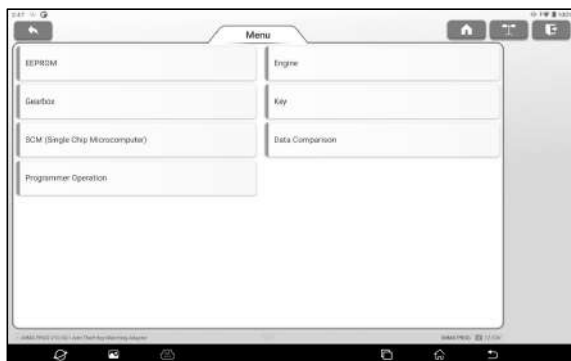 Menu
EEPROM
Engine
Gearbox
Key
SCM (Single Chip Microcomputer)
Data Comparison
Programmer Operation